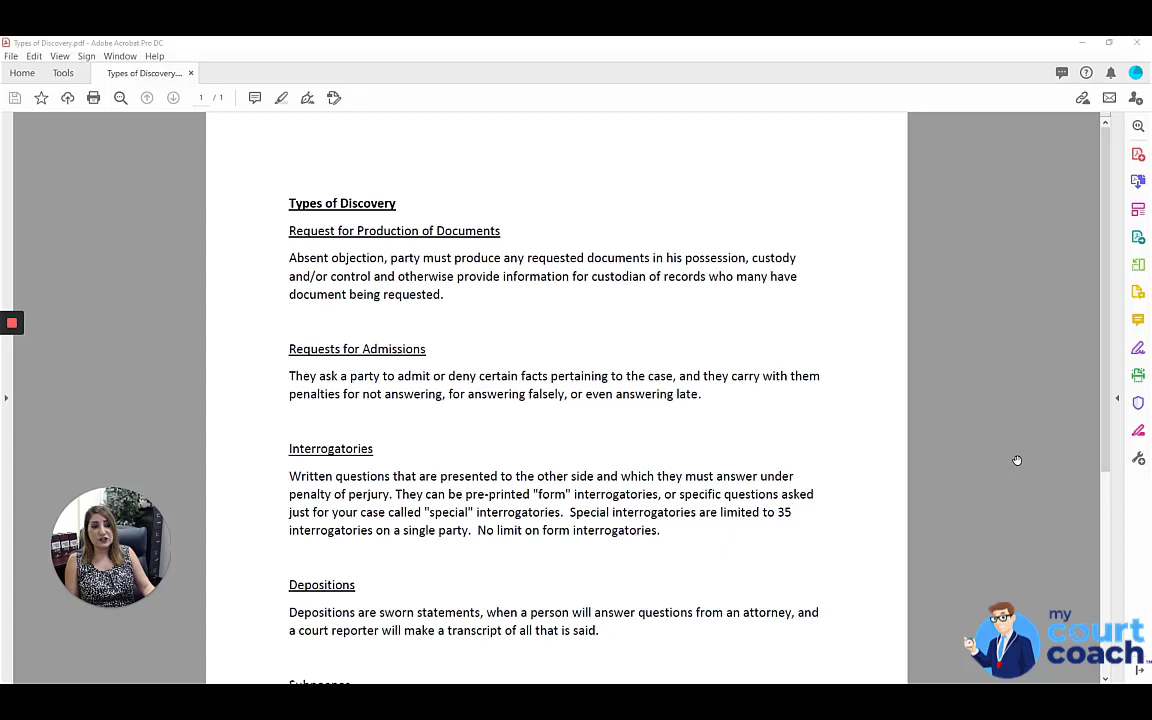 Types of Discovery.pdf - Adobe Acrobat Pro DC
File Edit View Sign Window Help
Home Tools Types of Discovery... ×
1 / 1
Types of Discovery
Request for Production of Documents
Absent objection, party must produce any requested documents in his possession, custody
and/or control and otherwise provide information for custodian of records who many have
document being requested.
Requests for Admissions
They ask a party to admit or deny certain facts pertaining to the case, and they carry with them
penalties for not answering, for answering falsely, or even answering late.
Interrogatories
Written questions that are presented to the other side and which they must answer under
penalty of perjury. They can be pre-printed "form" interrogatories, or specific questions asked
just for your case called "special" interrogatories.  Special interrogatories are limited to 35
interrogatories on a single party.  No limit on form interrogatories.
Depositions
Depositions are sworn statements, when a person will answer questions from an attorney, and
a court reporter will make a transcript of all that is said.
my
court
coach™